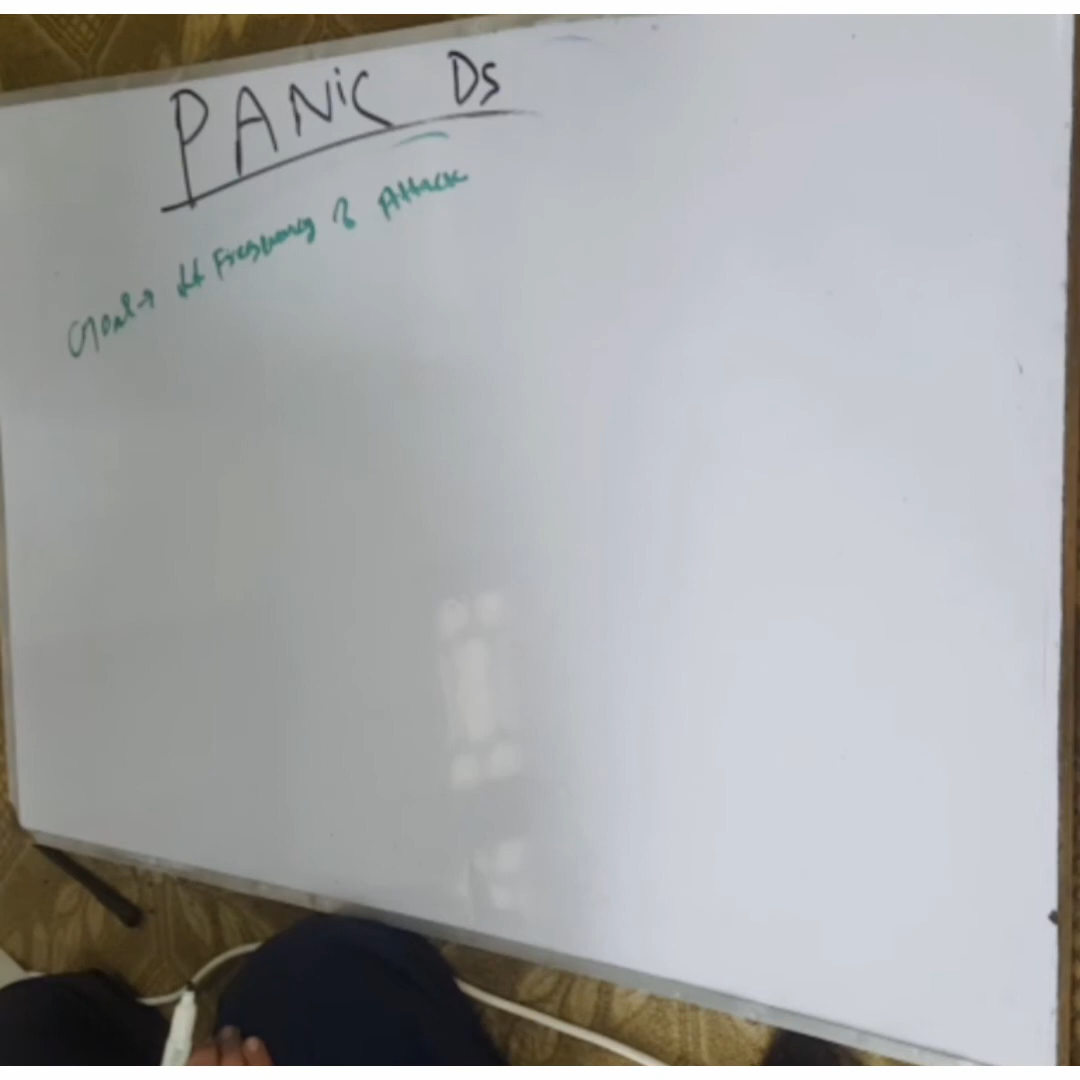 PANiC Ds
Goal → ↓↓ Frequency of Attack